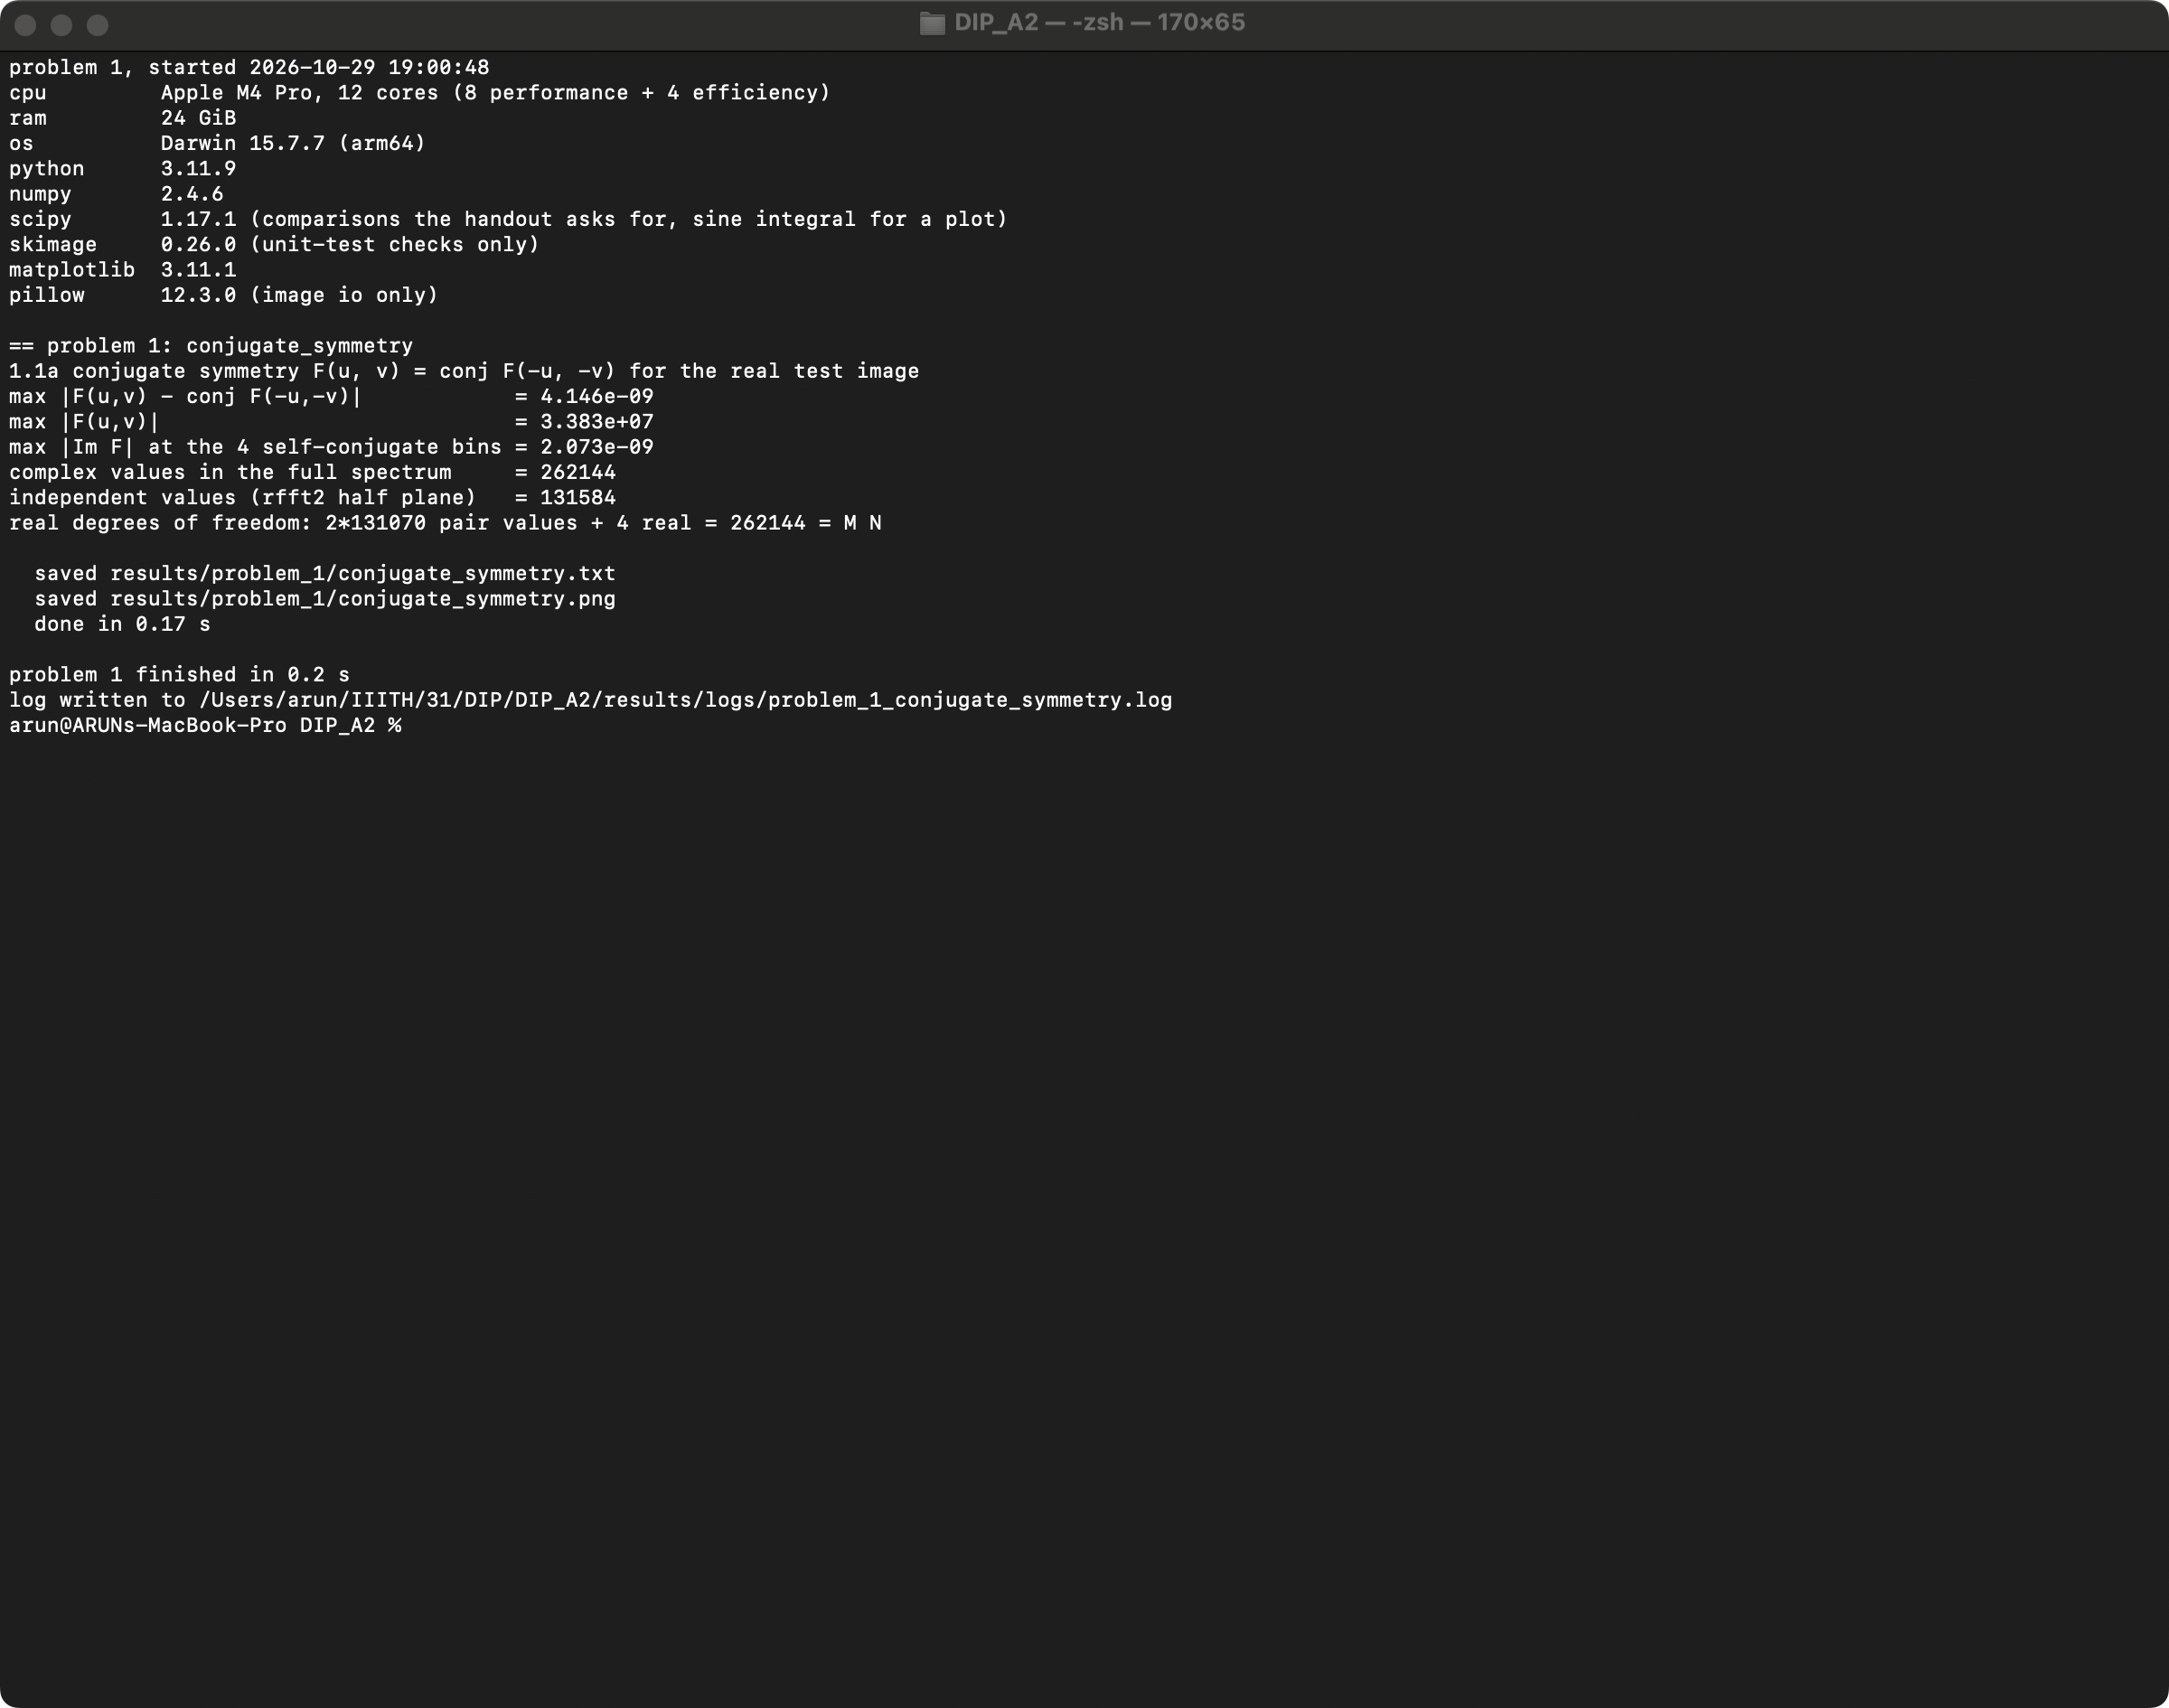 DIP_A2 — -zsh — 170×65
problem 1, started 2026-10-29 19:00:48
cpu         Apple M4 Pro, 12 cores (8 performance + 4 efficiency)
ram         24 GiB
os          Darwin 15.7.7 (arm64)
python      3.11.9
numpy       2.4.6
scipy       1.17.1 (comparisons the handout asks for, sine integral for a plot)
skimage     0.26.0 (unit-test checks only)
matplotlib  3.11.1
pillow      12.3.0 (image io only)

== problem 1: conjugate_symmetry
1.1a conjugate symmetry F(u, v) = conj F(-u, -v) for the real test image
max |F(u,v) - conj F(-u,-v)|            = 4.146e-09
max |F(u,v)|                            = 3.383e+07
max |Im F| at the 4 self-conjugate bins = 2.073e-09
complex values in the full spectrum     = 262144
independent values (rfft2 half plane)   = 131584
real degrees of freedom: 2*131070 pair values + 4 real = 262144 = M N

  saved results/problem_1/conjugate_symmetry.txt
  saved results/problem_1/conjugate_symmetry.png
  done in 0.17 s

problem 1 finished in 0.2 s
log written to /Users/arun/IIITH/31/DIP/DIP_A2/results/logs/problem_1_conjugate_symmetry.log
arun@ARUNs-MacBook-Pro DIP_A2 %